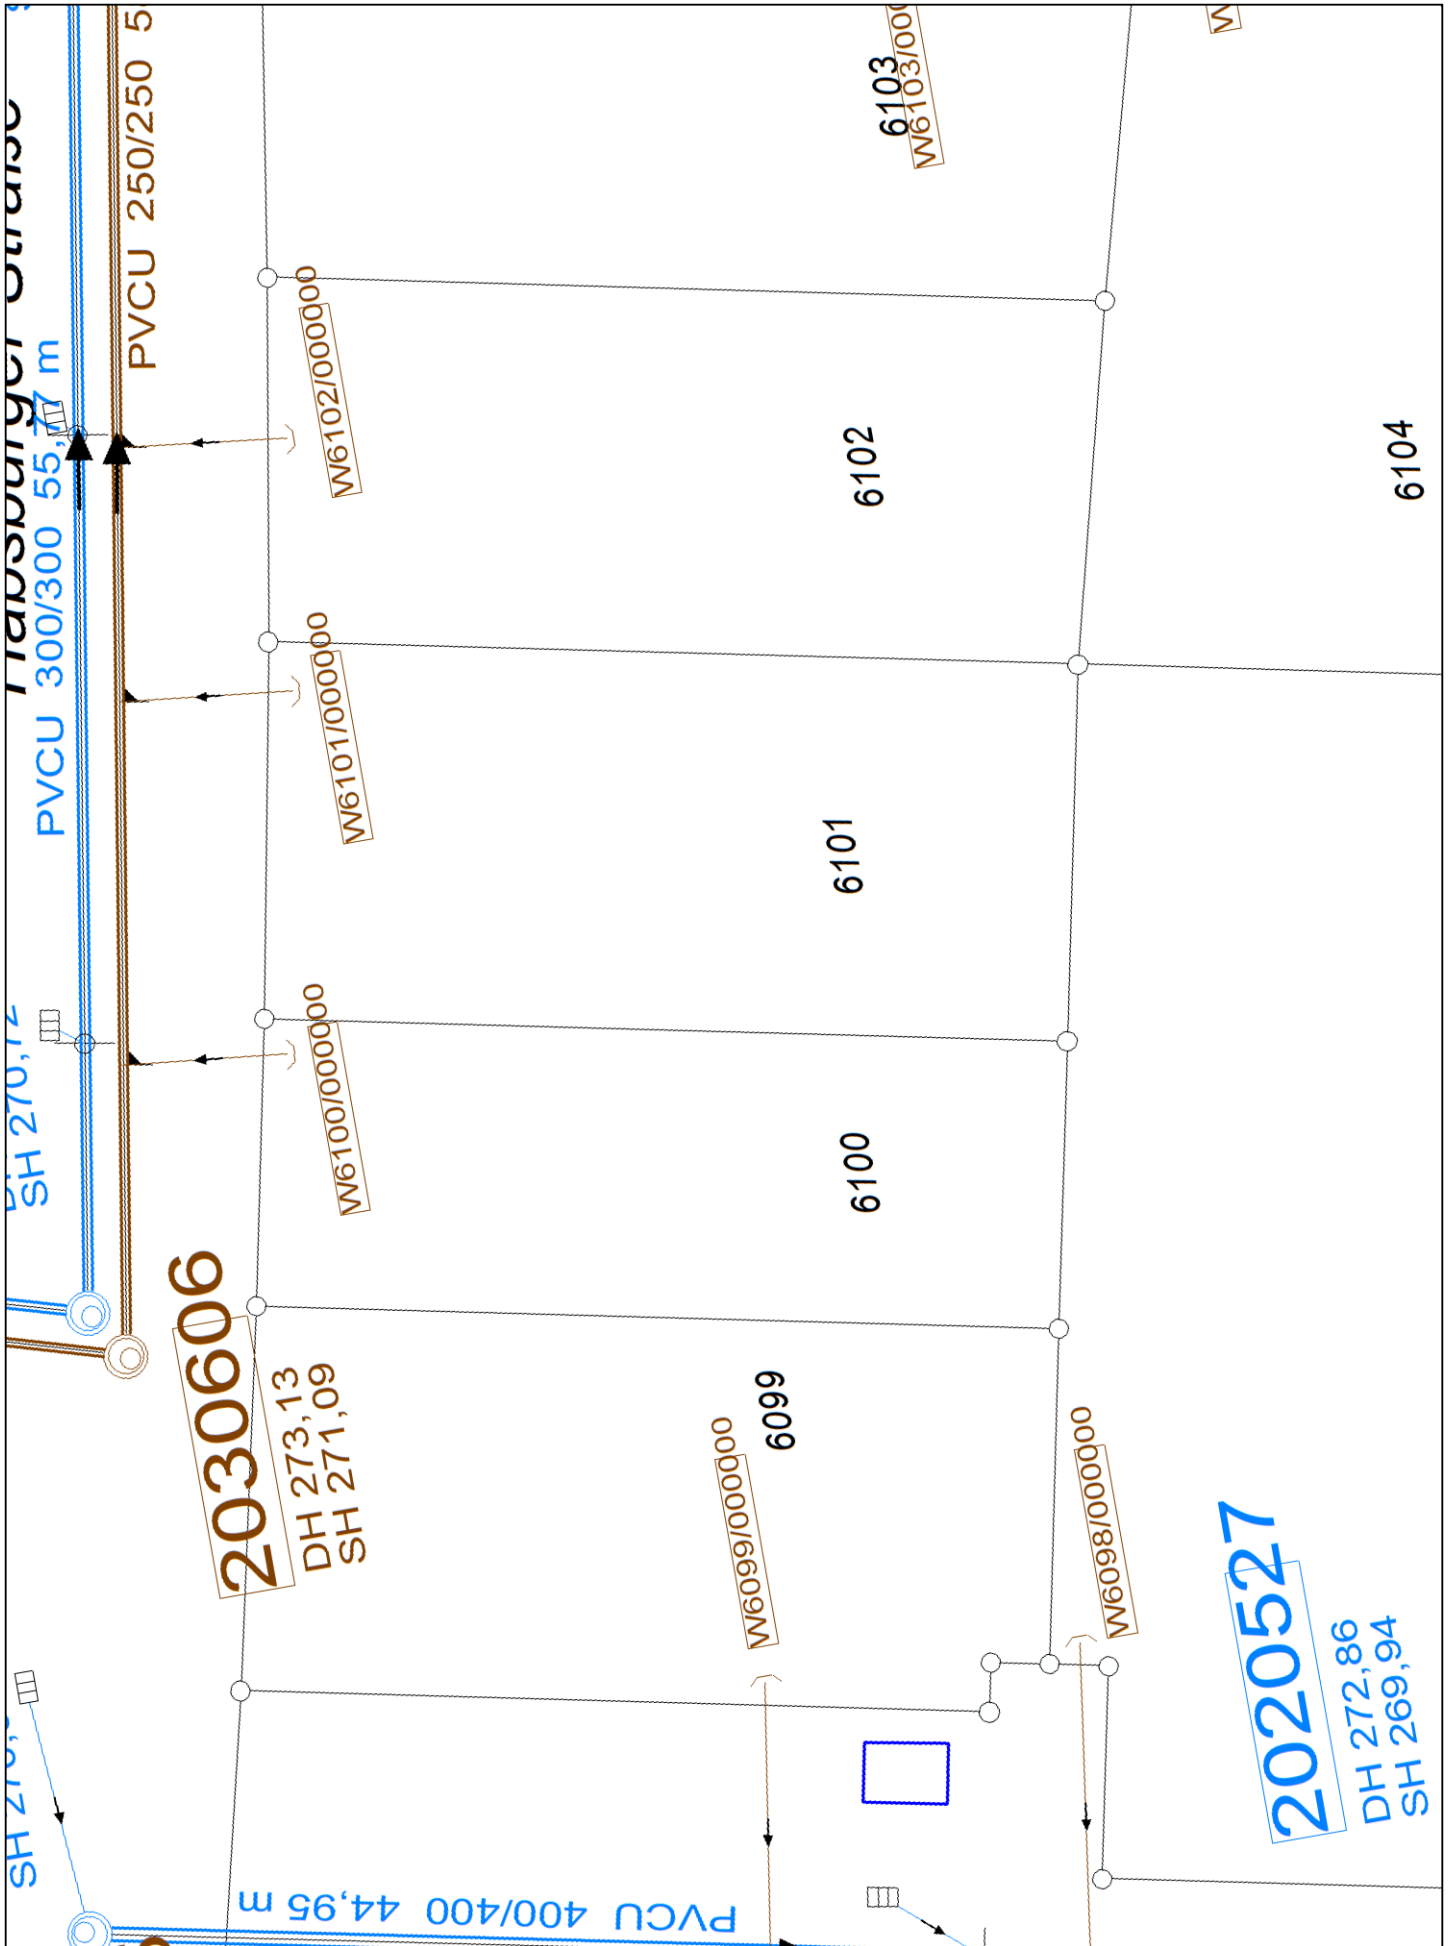 Habsburger Straße
PVCU 300/300 55,77 m
PVCU 250/250
6103
W6103/000
W
W6102/000000
6102
6104
W6101/000000
6101
W6100/000000
6100
SH 270,72
2030606
DH 273,13
SH 271,09
6099
W6099/000000
W6098/000000
2020527
DH 272,86
SH 269,94
PVCU 400/400 44,95 m